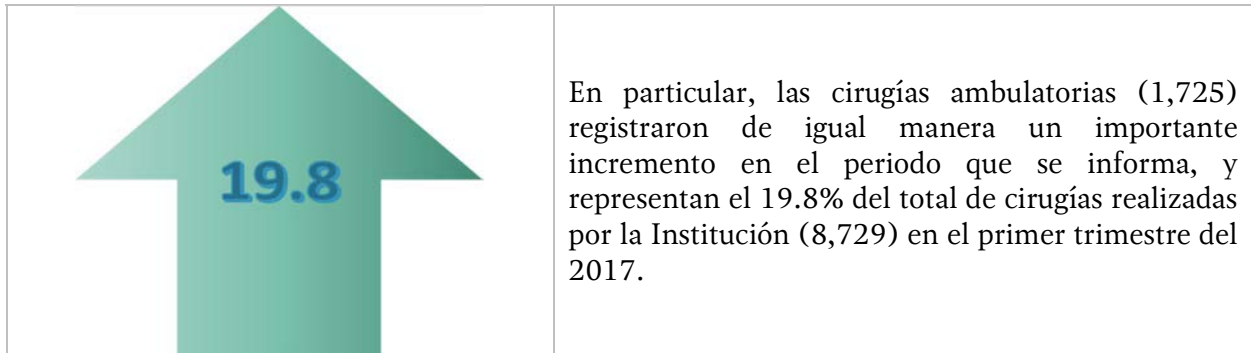 19.8
En particular, las cirugías ambulatorias (1,725)
registraron de igual manera un importante
incremento en el periodo que se informa, y
representan el 19.8% del total de cirugías realizadas
por la Institución (8,729) en el primer trimestre del
2017.